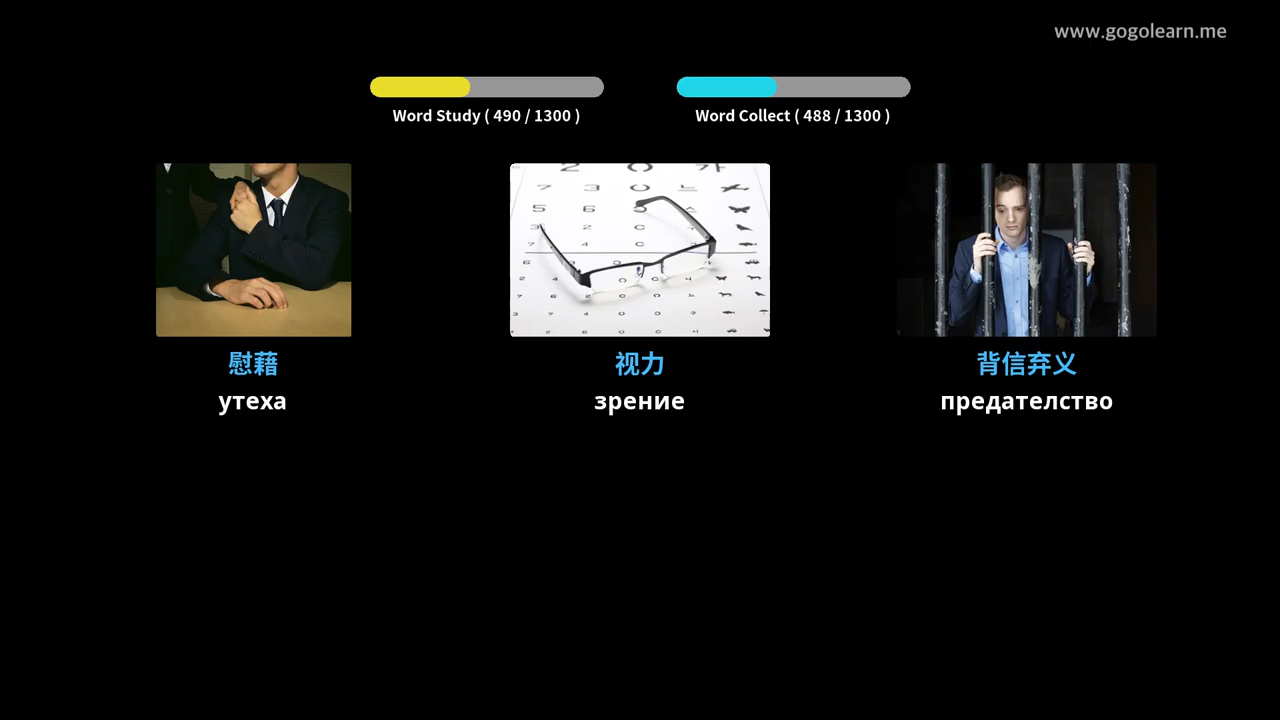 www.gogolearn.me
Word Study ( 490 / 1300 )
Word Collect ( 488 / 1300 )
慰藉
视力
背信弃义
утеха
зрение
предателство